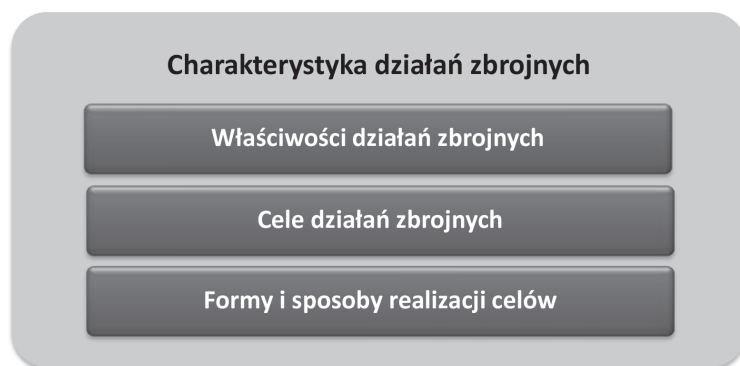 Charakterystyka działań zbrojnych
Właściwości działań zbrojnych
Cele działań zbrojnych
Formy i sposoby realizacji celów